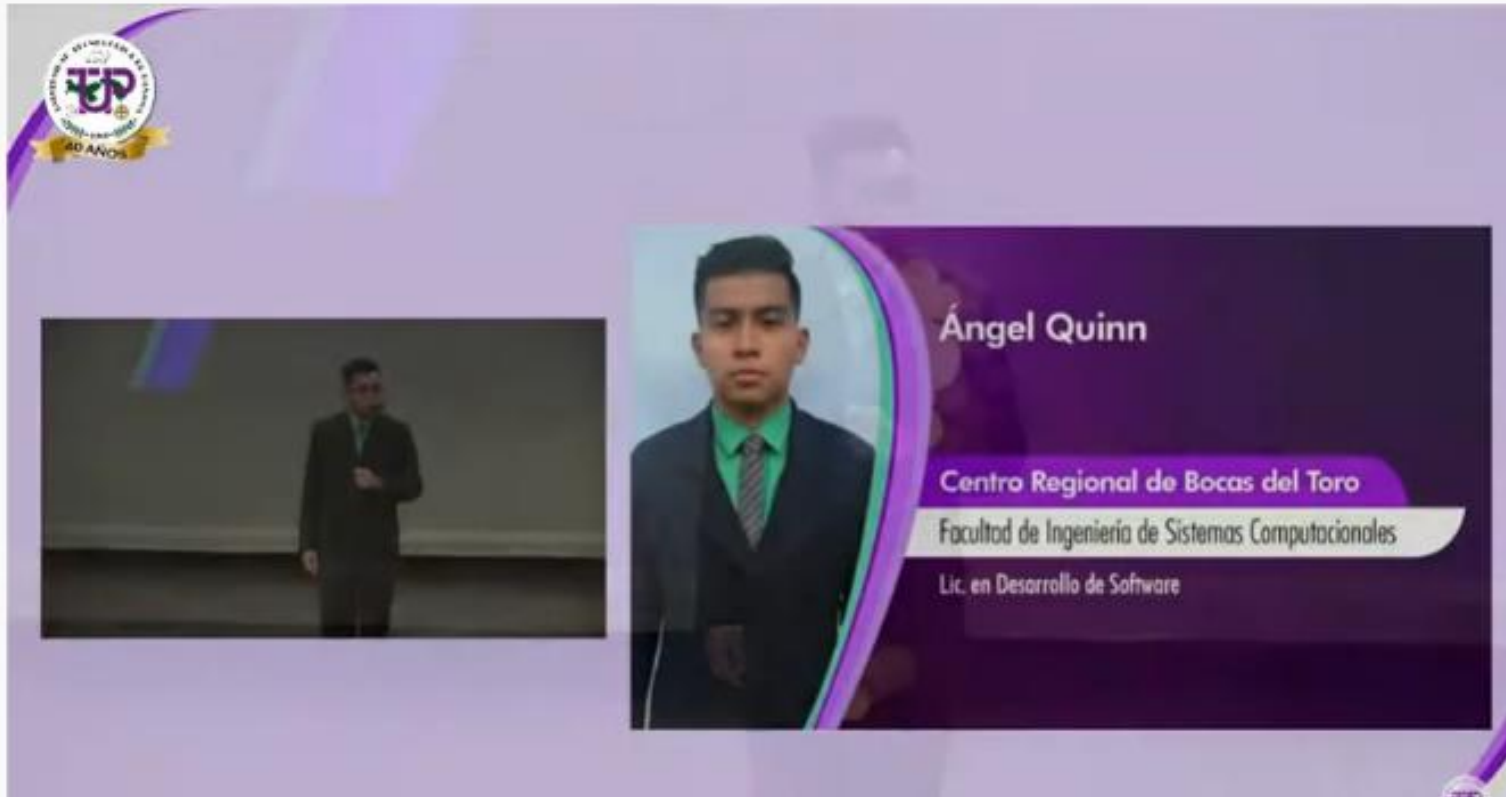 UTP
40 AÑOS
Ángel Quinn
Centro Regional de Bocas del Toro
Facultad de Ingeniería de Sistemas Computacionales
Lic. en Desarrollo de Software